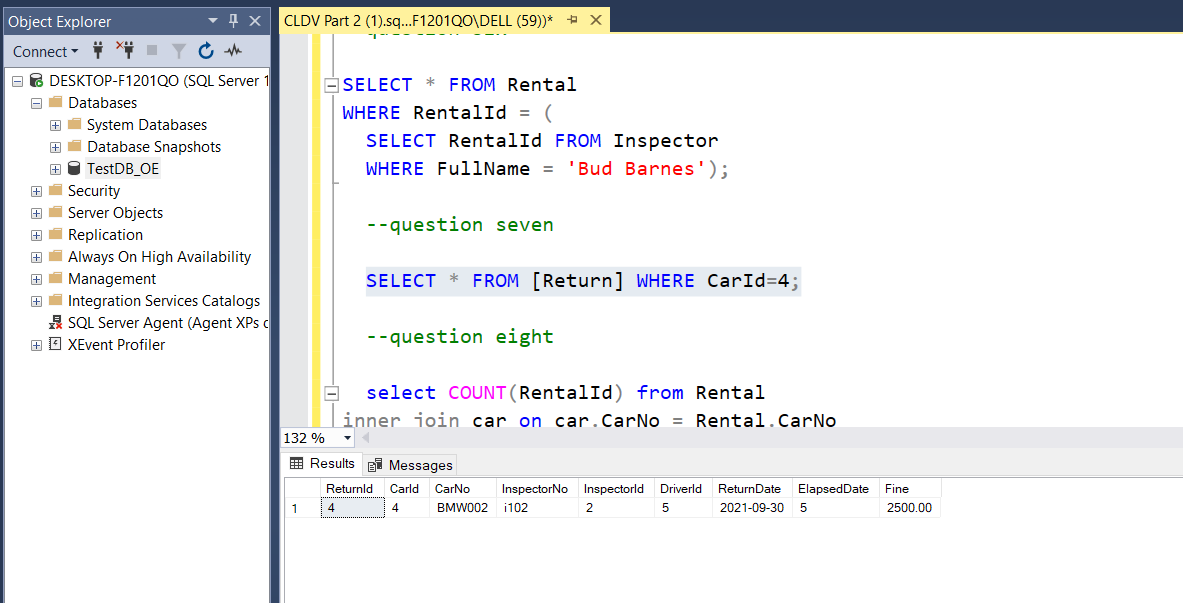 Object Explorer
Connect
DESKTOP-F1201QO (SQL Server 1
Databases
System Databases
Database Snapshots
TestDB_OE
Security
Server Objects
Replication
Always On High Availability
Management
Integration Services Catalogs
SQL Server Agent (Agent XPs d
XEvent Profiler
CLDV Part 2 (1).sq...F1201QO\DELL (59))*
SELECT * FROM Rental
WHERE RentalId = (
SELECT RentalId FROM Inspector
WHERE FullName = 'Bud Barnes');
--question seven
SELECT * FROM [Return] WHERE CarId=4;
--question eight
select COUNT(RentalId) from Rental
inner join car on car.CarNo = Rental.CarNo
132 %
Results Messages
ReturnId CarId CarNo InspectorNo InspectorId DriverId ReturnDate ElapsedDate Fine
1 4 4 BMW002 i102 2 5 2021-09-30 5 2500.00